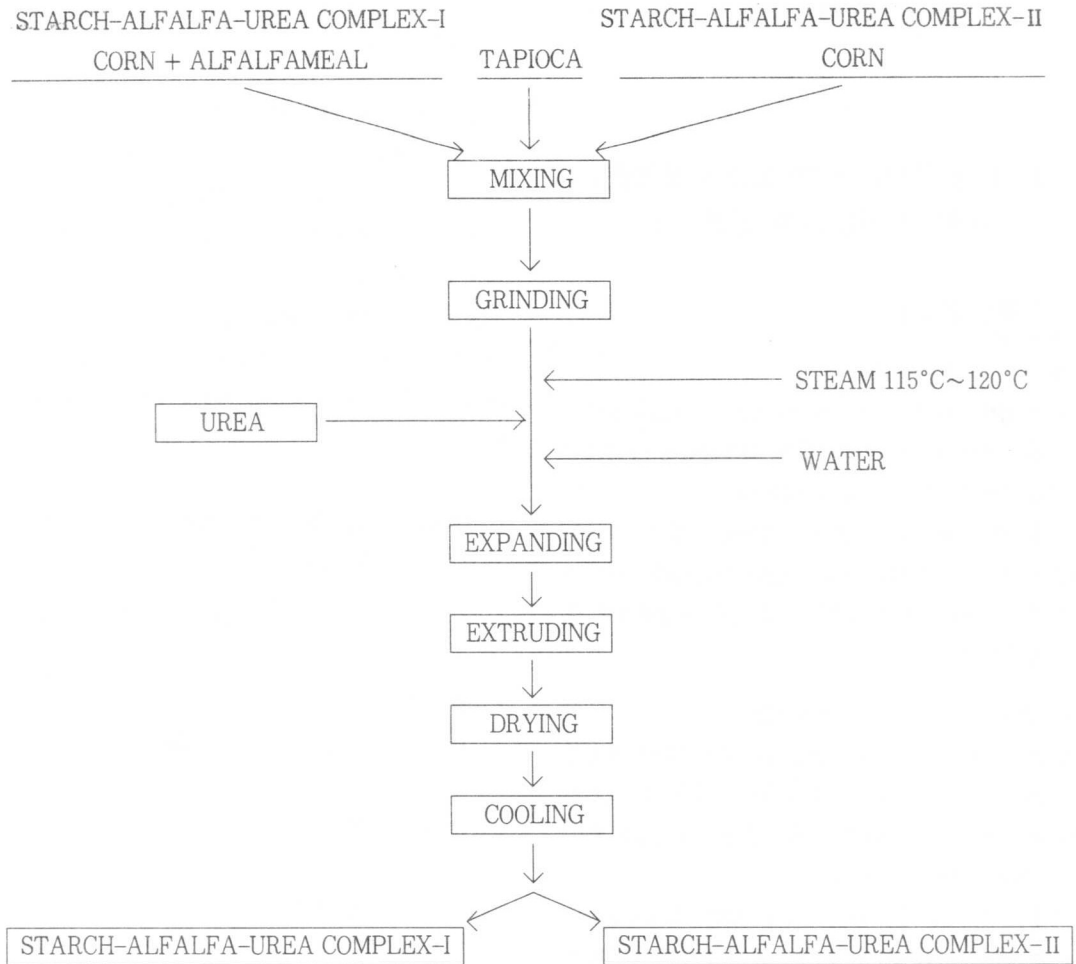 STARCH-ALFALFA-UREA COMPLEX-I
STARCH-ALFALFA-UREA COMPLEX-II
CORN + ALFALFAMEAL
TAPIOCA
CORN
MIXING
GRINDING
STEAM 115°C~120°C
UREA
WATER
EXPANDING
EXTRUDING
DRYING
COOLING
STARCH-ALFALFA-UREA COMPLEX-I
STARCH-ALFALFA-UREA COMPLEX-II